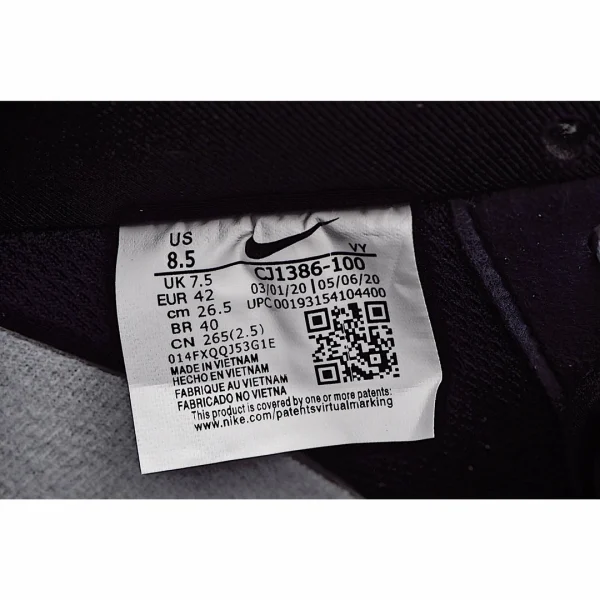 US
8.5
VY
CJ1386-100
UK 7.5
03/01/20 | 05/06/20
EUR 42
UPC 00193154104400
cm 26.5
BR 40
CN 265(2.5)
014FXQQJ53G1E
MADE IN VIETNAM
HECHO EN VIETNAM
FABRIQUE AU VIETNAM
FABRICADO NO VIETNA
This product is covered by one or more patents:
www.nike.com/patentsvirtualmarking